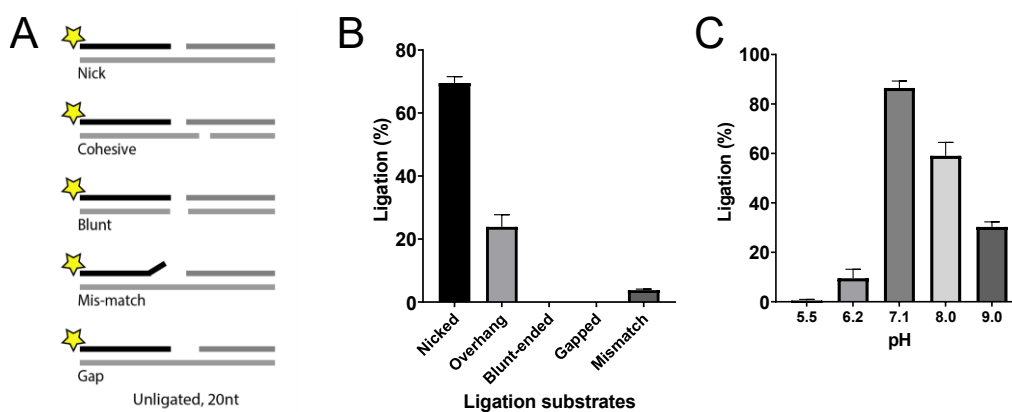 A
Nick
Cohesive
Blunt
Mis-match
Gap
Unligated, 20nt
B
Ligation (%)
80
60
40
20
0
Nicked
Overhang
Blunt-ended
Gapped
Mismatch
Ligation substrates
C
Ligation (%)
100
80
60
40
20
0
5.5 6.2 7.1 8.0 9.0
pH